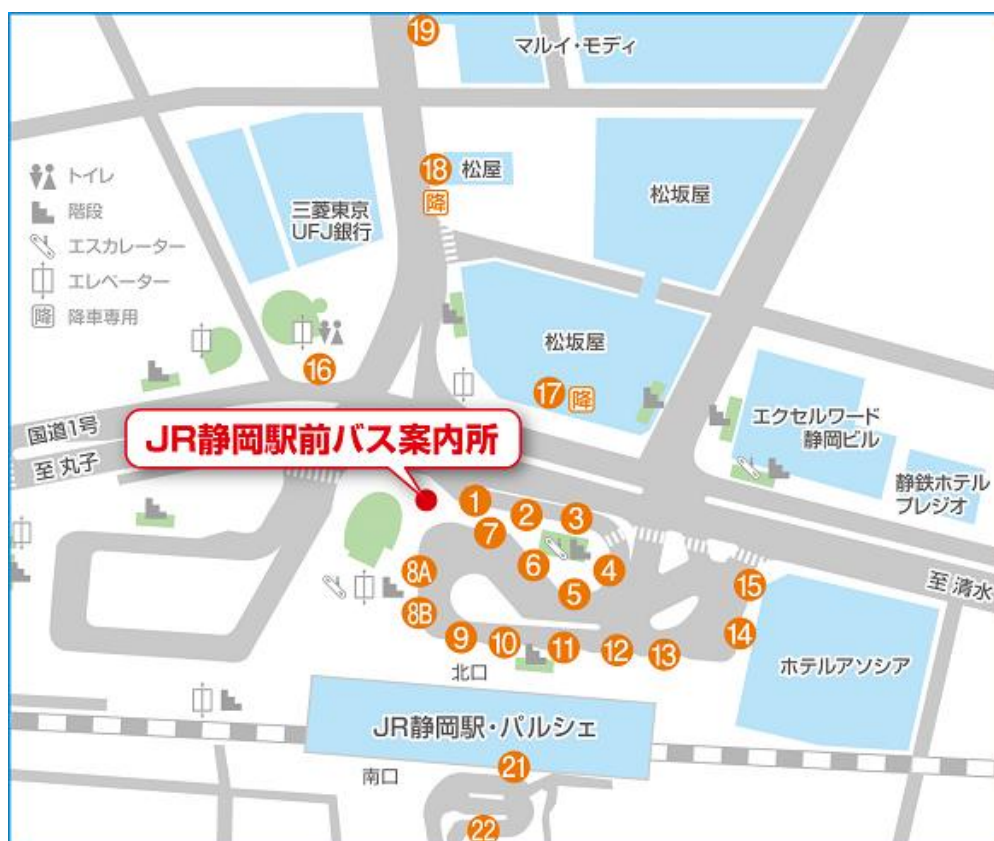 19
マルイ・モディ
18
松屋
降
松坂屋
トイレ
階段
エスカレーター
エレベーター
降 降車専用
三菱東京
UFJ銀行
16
松坂屋
17 降
エクセルワード
静岡ビル
静鉄ホテル
プレジオ
国道1号
至 丸子
JR静岡駅前バス案内所
1
2
3
7
6
4
5
8A
8B
9
10
11
12
13
14
15
至 清水
北口
ホテルアソシア
JR静岡駅・パルシェ
南口
21
22